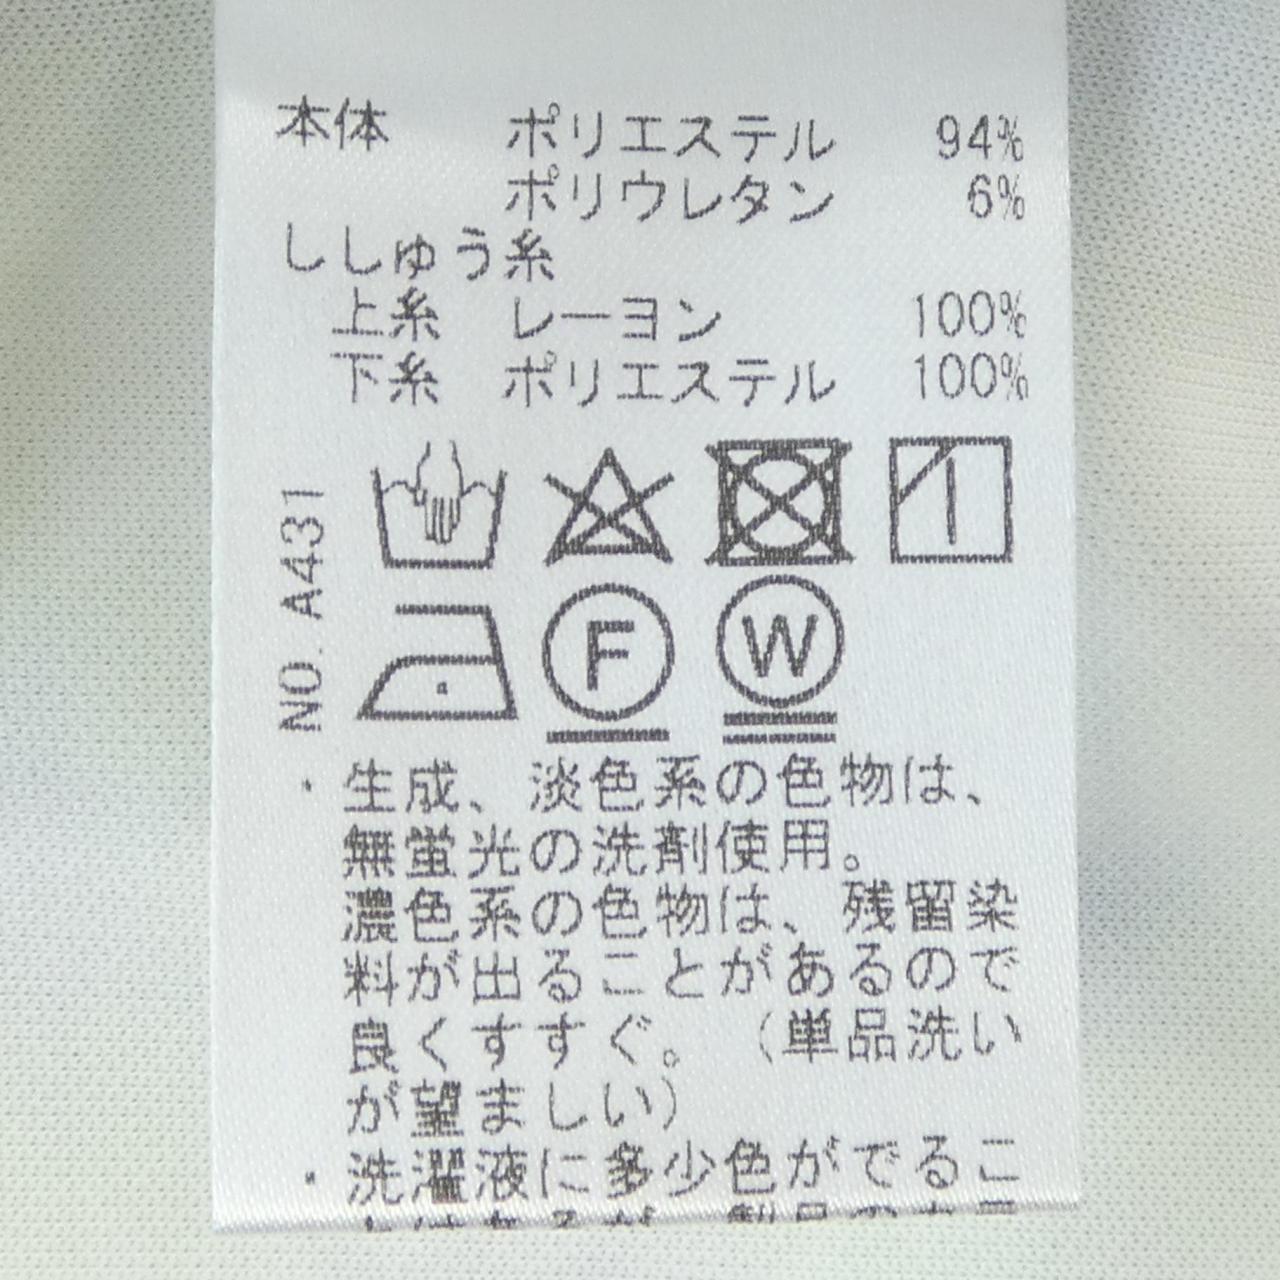 本体 ポリエステル 94%
ポリウレタン 6%
ししゅう糸
上糸 レーヨン 100%
下糸 ポリエステル 100%
NO. A431
F W
・生成、淡色系の色物は、
無蛍光の洗剤使用。
濃色系の色物は、残留染
料が出ることがあるので
良くすすぐ。（単品洗い
が望ましい）
・洗濯液に多少色がでるこ